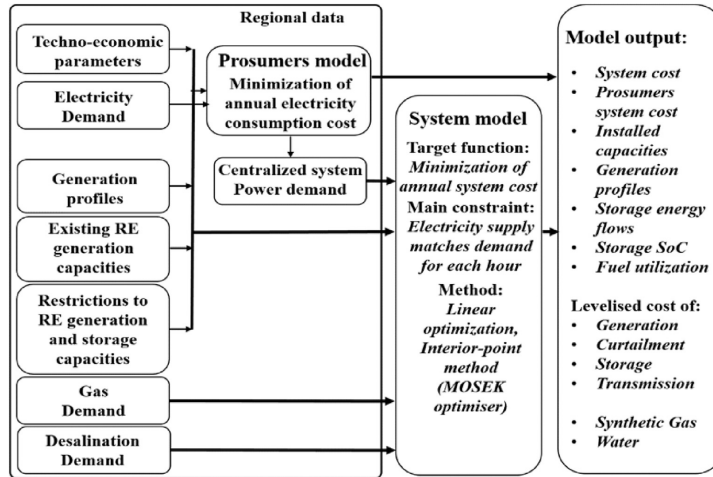 Regional data
Techno-economic
parameters
Electricity
Demand
Generation
profiles
Existing RE
generation
capacities
Restrictions to
RE generation
and storage
capacities
Gas
Demand
Desalination
Demand
Prosumers model
Minimization of
annual electricity
consumption cost
Centralized system
Power demand
System model
Target function:
Minimization of
annual system cost
Main constraint:
Electricity supply
matches demand
for each hour
Method:
Linear
optimization,
Interior-point
method
(MOSEK
optimiser)
Model output:
• System cost
• Prosumers
system cost
• Installed
capacities
• Generation
profiles
• Storage energy
flows
• Storage SoC
• Fuel utilization
Levelised cost of:
• Generation
• Curtailment
• Storage
• Transmission
• Synthetic Gas
• Water